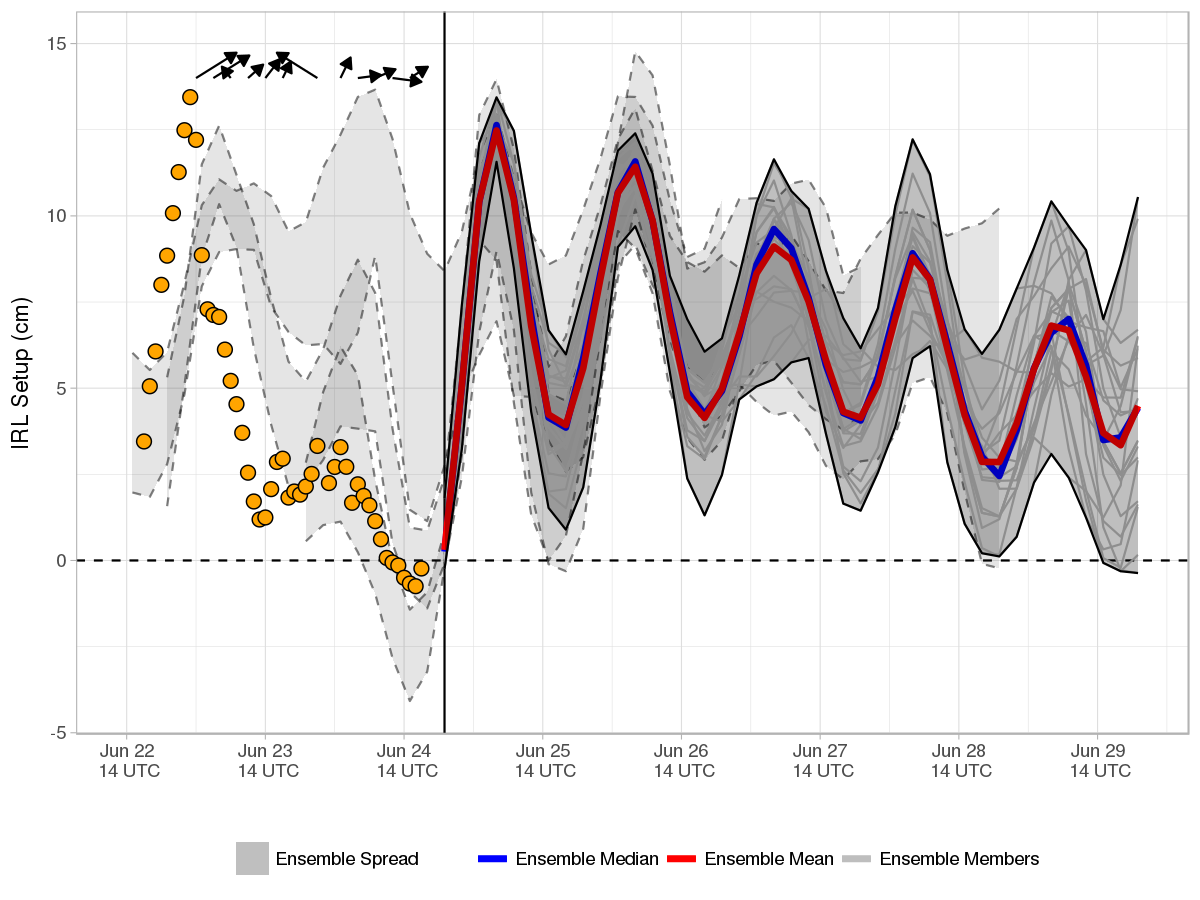 IRL Setup (cm)
15
10
5
0
-5
Jun 22 Jun 23 Jun 24 Jun 25 Jun 26 Jun 27 Jun 28 Jun 29
14 UTC 14 UTC 14 UTC 14 UTC 14 UTC 14 UTC 14 UTC 14 UTC
Ensemble Spread Ensemble Median Ensemble Mean Ensemble Members